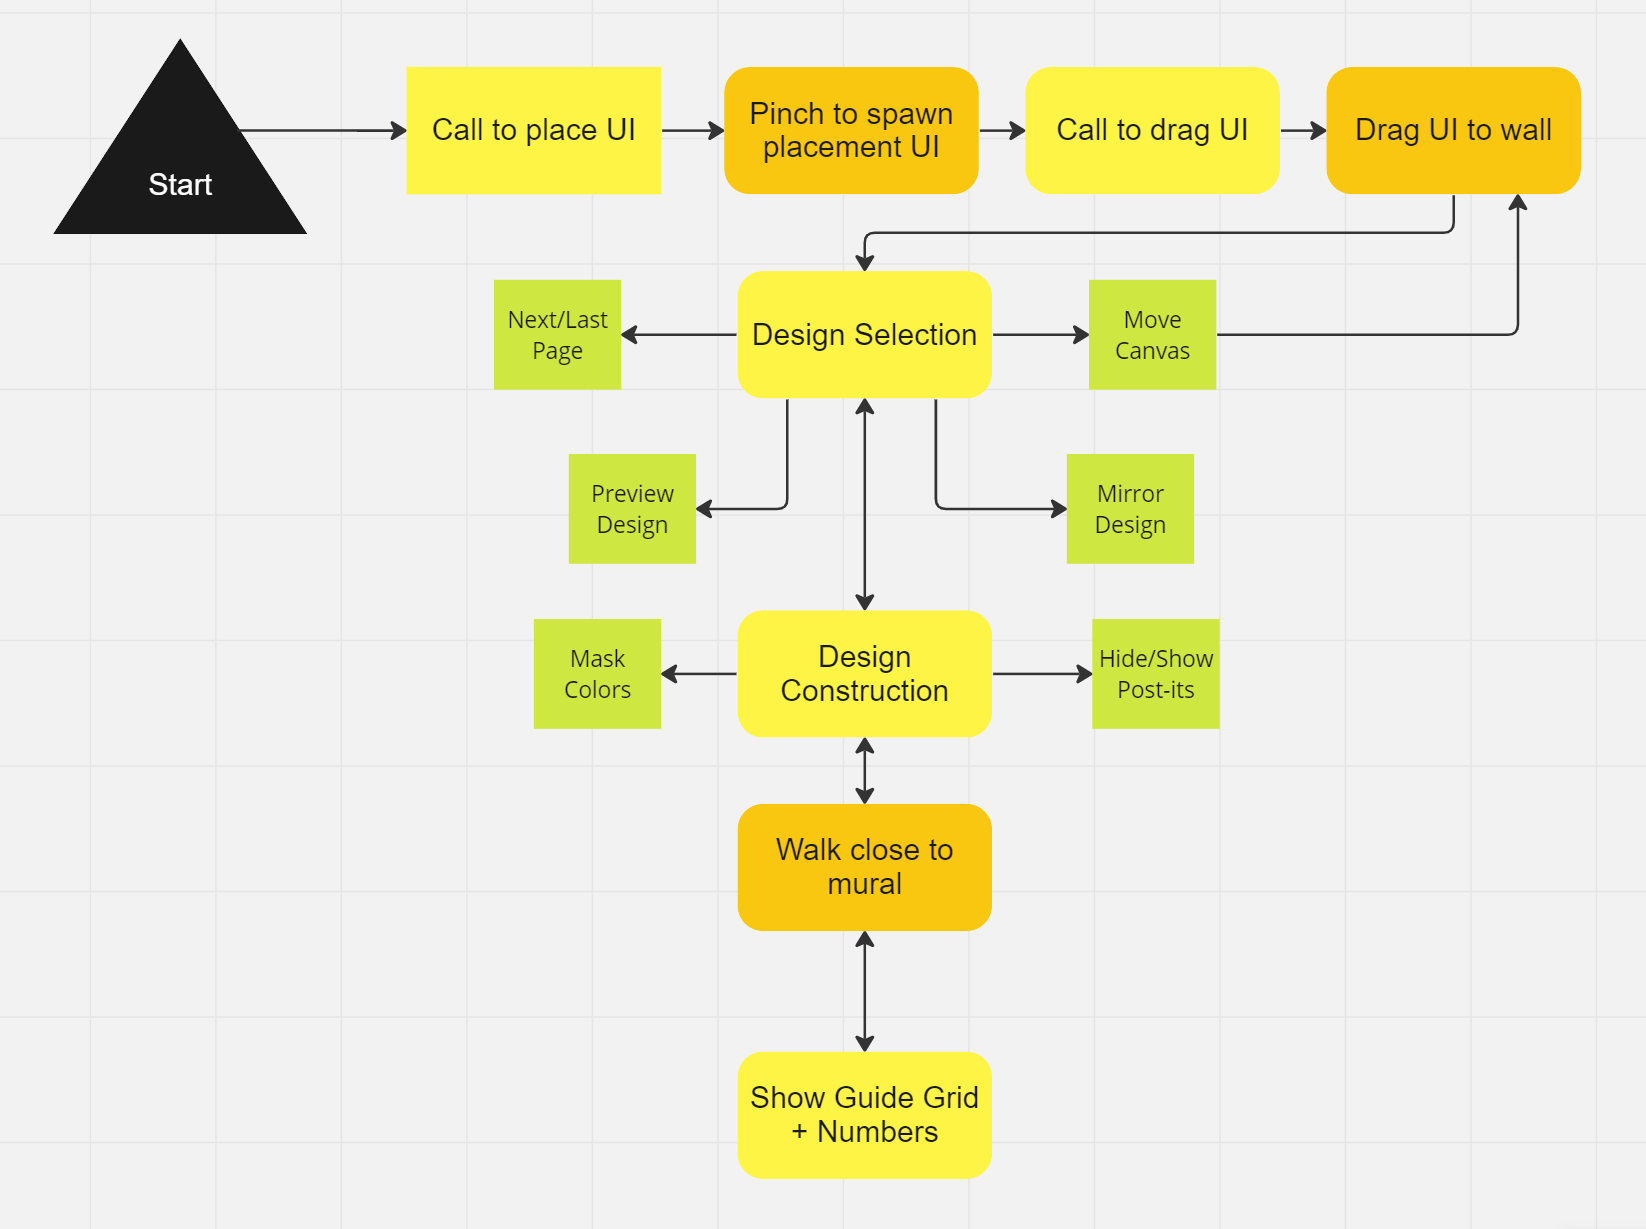 Start
Call to place UI
Pinch to spawn
placement UI
Call to drag UI
Drag UI to wall
Next/Last
Page
Design Selection
Move
Canvas
Preview
Design
Mirror
Design
Mask
Colors
Design
Construction
Hide/Show
Post-its
Walk close to
mural
Show Guide Grid
+ Numbers